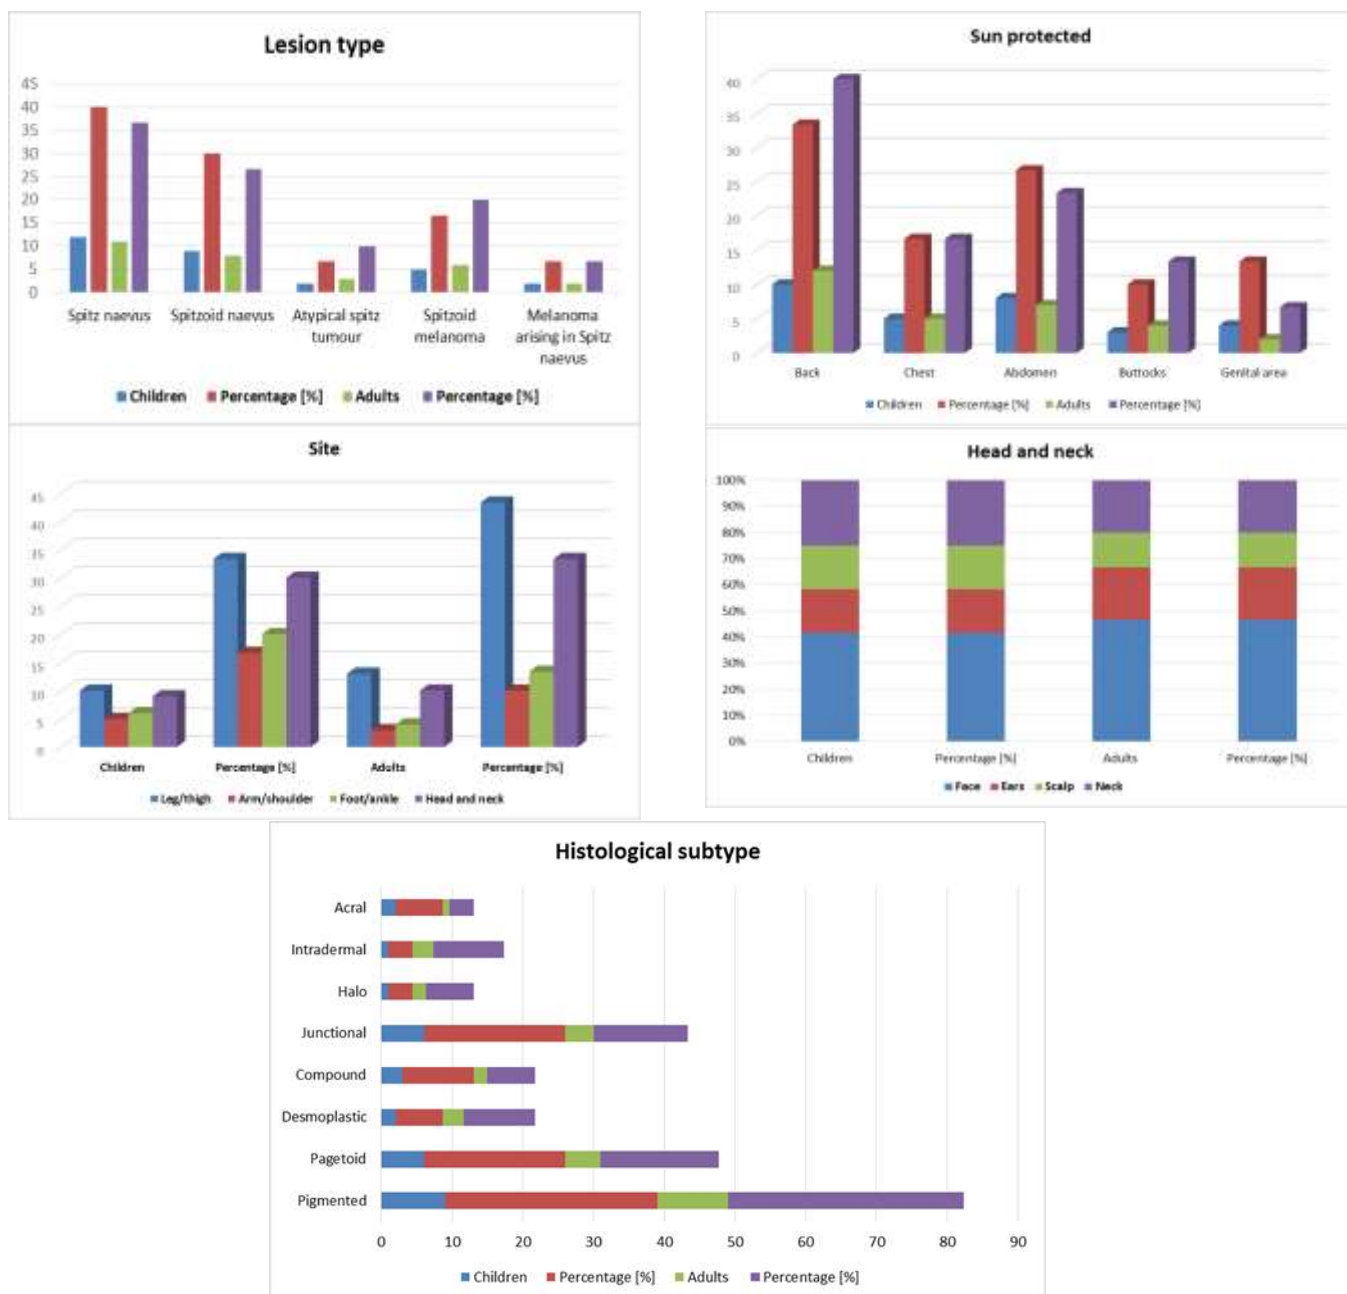 Lesion type
45
40
35
30
25
20
15
10
5
0
Spitz naevus
Spitzoid naevus
Atypical spitz
tumour
Spitzoid
melanoma
Melanoma
arising in Spitz
naevus
Children
Percentage [%]
Adults
Percentage [%]
Sun protected
40
35
30
25
20
15
10
5
0
Back
Chest
Abdomen
Buttocks
Genital area
Children
Percentage [%]
Adults
Percentage [%]
Site
45
40
35
30
25
20
15
10
5
0
Children
Percentage [%]
Adults
Percentage [%]
Leg/thigh
Arm/shoulder
Foot/ankle
Head and neck
Head and neck
100%
90%
80%
70%
60%
50%
40%
30%
20%
10%
0%
Children
Percentage [%]
Adults
Percentage [%]
Face
Ears
Scalp
Neck
Histological subtype
Acral
Intradermal
Halo
Junctional
Compound
Desmoplastic
Pagetoid
Pigmented
0 10 20 30 40 50 60 70 80 90
Children
Percentage [%]
Adults
Percentage [%]